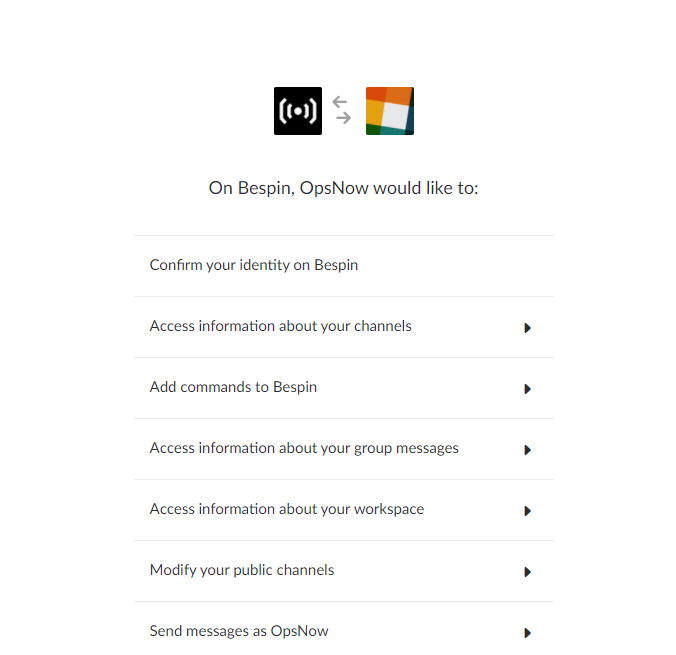 On Bespin, OpsNow would like to:
Confirm your identity on Bespin
Access information about your channels
Add commands to Bespin
Access information about your group messages
Access information about your workspace
Modify your public channels
Send messages as OpsNow